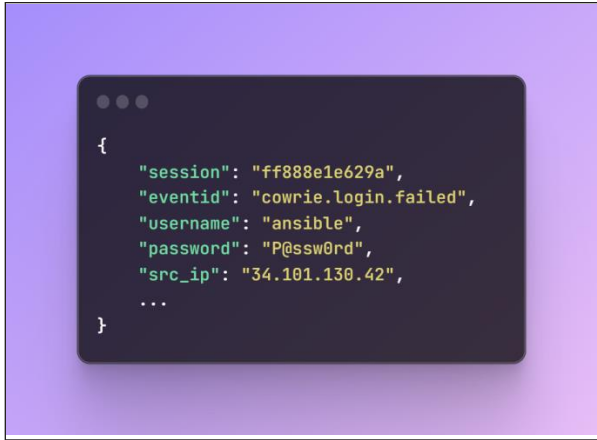 {
"session": "ff888e1e629a",
"eventid": "cowrie.login.failed",
"username": "ansible",
"password": "P@ssw0rd",
"src_ip": "34.101.130.42",
...
}